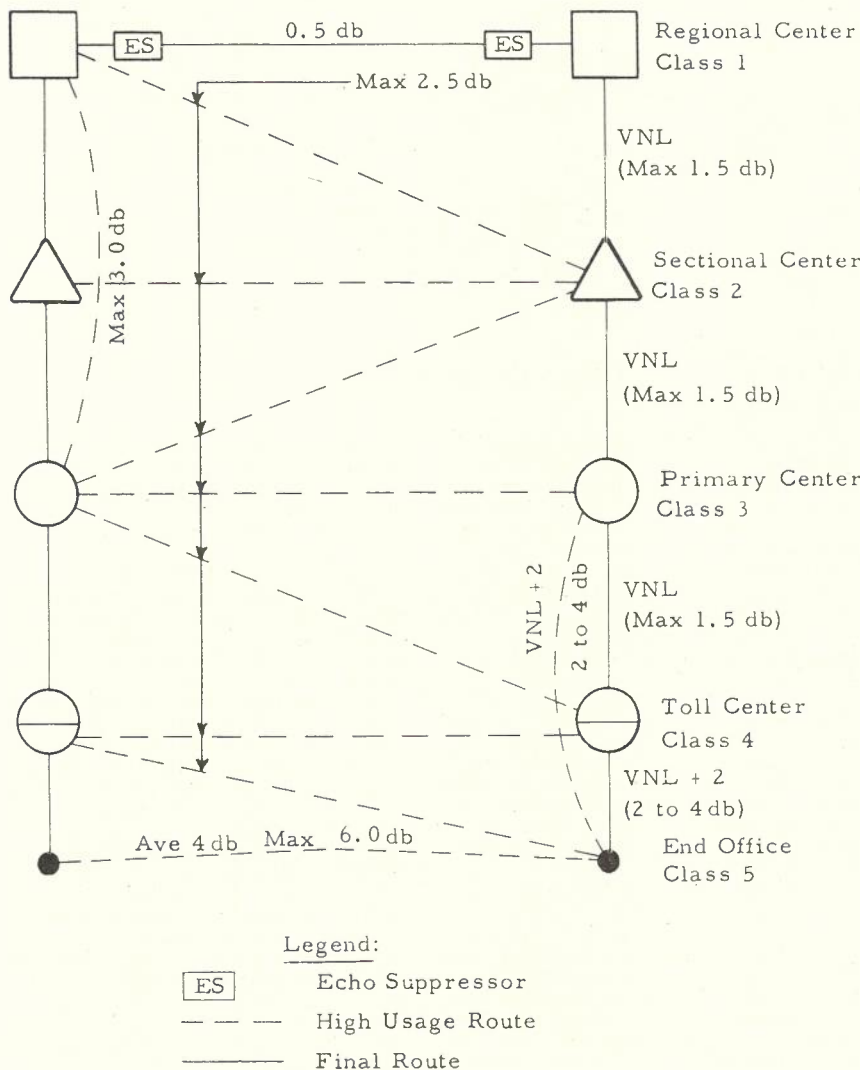 ES
0.5 db
ES
Regional Center
Class 1
Max 2.5 db
VNL
(Max 1.5 db)
Max 3.0 db
Sectional Center
Class 2
VNL
(Max 1.5 db)
Primary Center
Class 3
VNL + 2
2 to 4 db
VNL
(Max 1.5 db)
Toll Center
Class 4
VNL + 2
(2 to 4 db)
Ave 4 db Max 6.0 db
End Office
Class 5
Legend:
ES Echo Suppressor
High Usage Route
Final Route